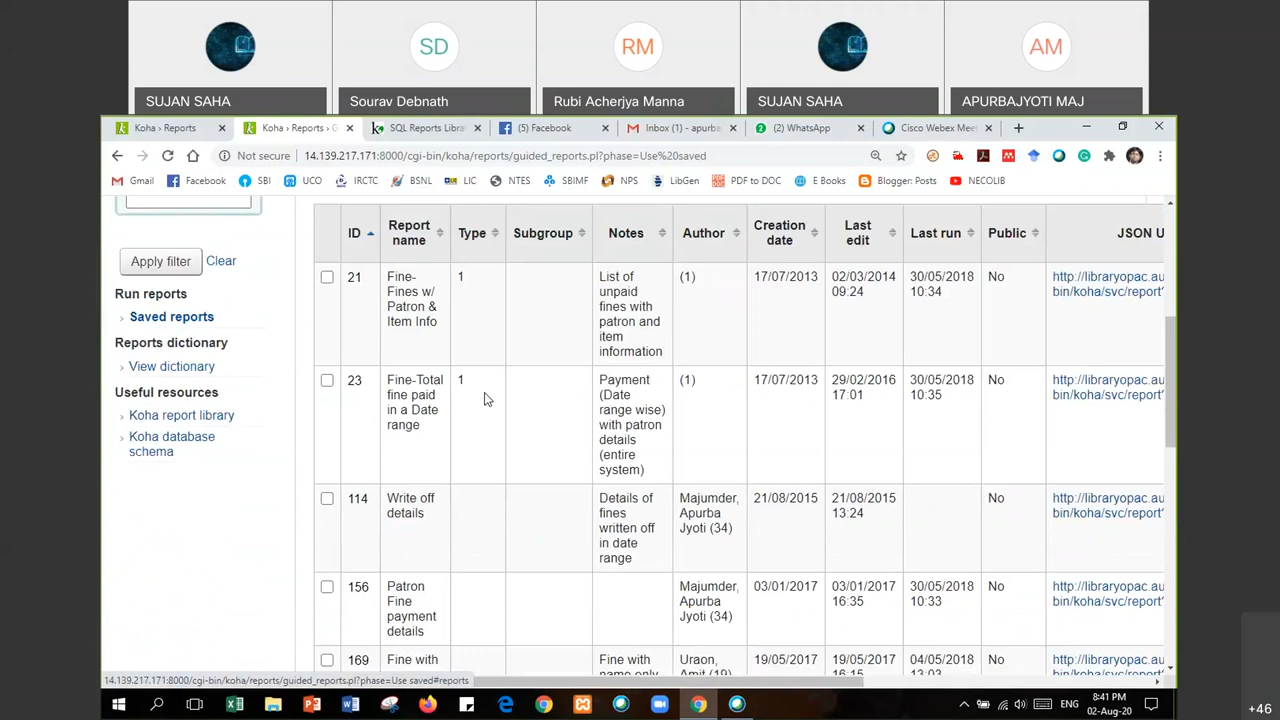 SD
RM
AM
SUJAN SAHA
Sourav Debnath
Rubi Acherjya Manna
SUJAN SAHA
APURBAJYOTI MAJ
Koha › Reports
Koha › Reports › G
SQL Reports Libra
(5) Facebook
Inbox (1) - apurba
(2) WhatsApp
Cisco Webex Mee
Not secure
14.139.217.171:8000/cgi-bin/koha/reports/guided_reports.pl?phase=Use%20saved
Gmail
Facebook
SBI
UCO
IRCTC
BSNL
LIC
NTES
SBIMF
NPS
LibGen
PDF to DOC
E Books
Blogger: Posts
NECOLIB
Apply filter
Clear
Run reports
Saved reports
Reports dictionary
View dictionary
Useful resources
Koha report library
Koha database
schema
ID
Report
name
Type
Subgroup
Notes
Author
Creation
date
Last
edit
Last run
Public
JSON U
21
Fine-
Fines w/
Patron &
Item Info
1
List of
unpaid
fines with
patron and
item
information
(1)
17/07/2013
02/03/2014
09:24
30/05/2018
10:34
No
http://libraryopac.au
bin/koha/svc/report?
23
Fine-Total
fine paid
in a Date
range
1
Payment
(Date
range wise)
with patron
details
(entire
system)
(1)
17/07/2013
29/02/2016
17:01
30/05/2018
10:35
No
http://libraryopac.au
bin/koha/svc/report?
114
Write off
details
Details of
fines
written off
in date
range
Majumder,
Apurba
Jyoti (34)
21/08/2015
21/08/2015
13:24
No
http://libraryopac.au
bin/koha/svc/report?
156
Patron
Fine
payment
details
Majumder,
Apurba
Jyoti (34)
03/01/2017
03/01/2017
16:35
30/05/2018
10:33
No
http://libraryopac.au
bin/koha/svc/report?
169
Fine with
Fine with
name only
Uraon,
Amit (19)
19/05/2017
19/05/2017
15:15
04/05/2018
13:03
No
http://libraryopac.au
bin/koha/svc/report?
14.139.217.171:8000/cgi-bin/koha/reports/guided_reports.pl?phase=Use saved#reports
ENG
8:41 PM
02-Aug-20
+46